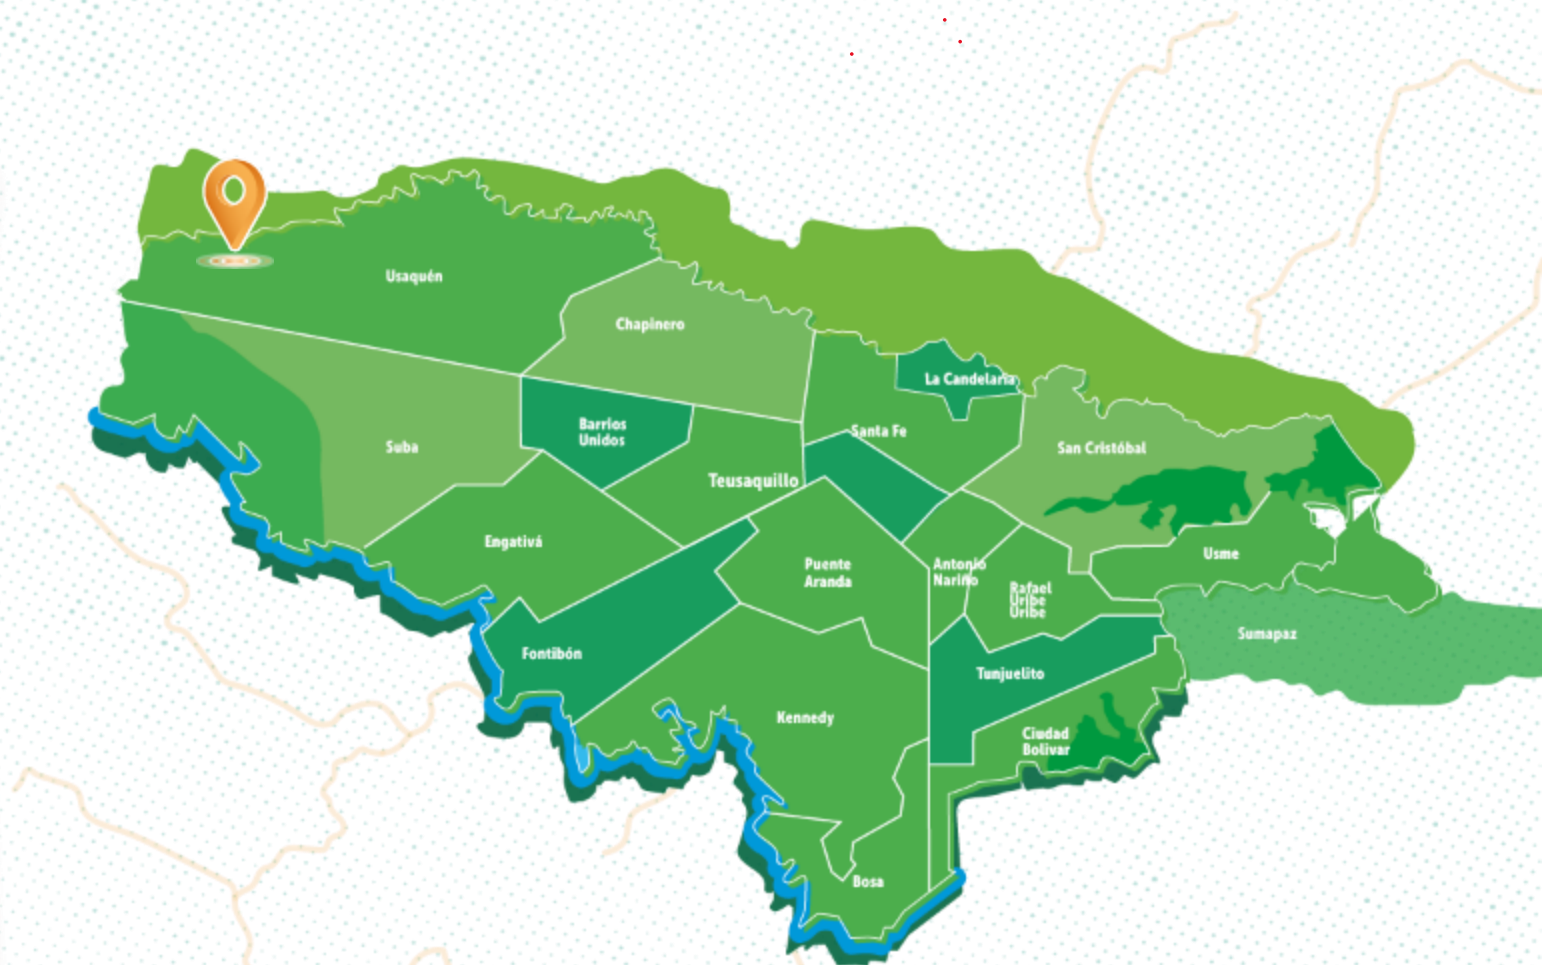 Usaquén
Chapinero
La Candelaria
Barrios
Unidos
Santa Fe
Suba
San Cristóbal
Teusaquillo
Engativá
Usme
Puente
Aranda
Antonio
Nariño
Rafael
Uribe
Uribe
Sumapaz
Fontibón
Tunjuelito
Kennedy
Ciudad
Bolivar
Bosa